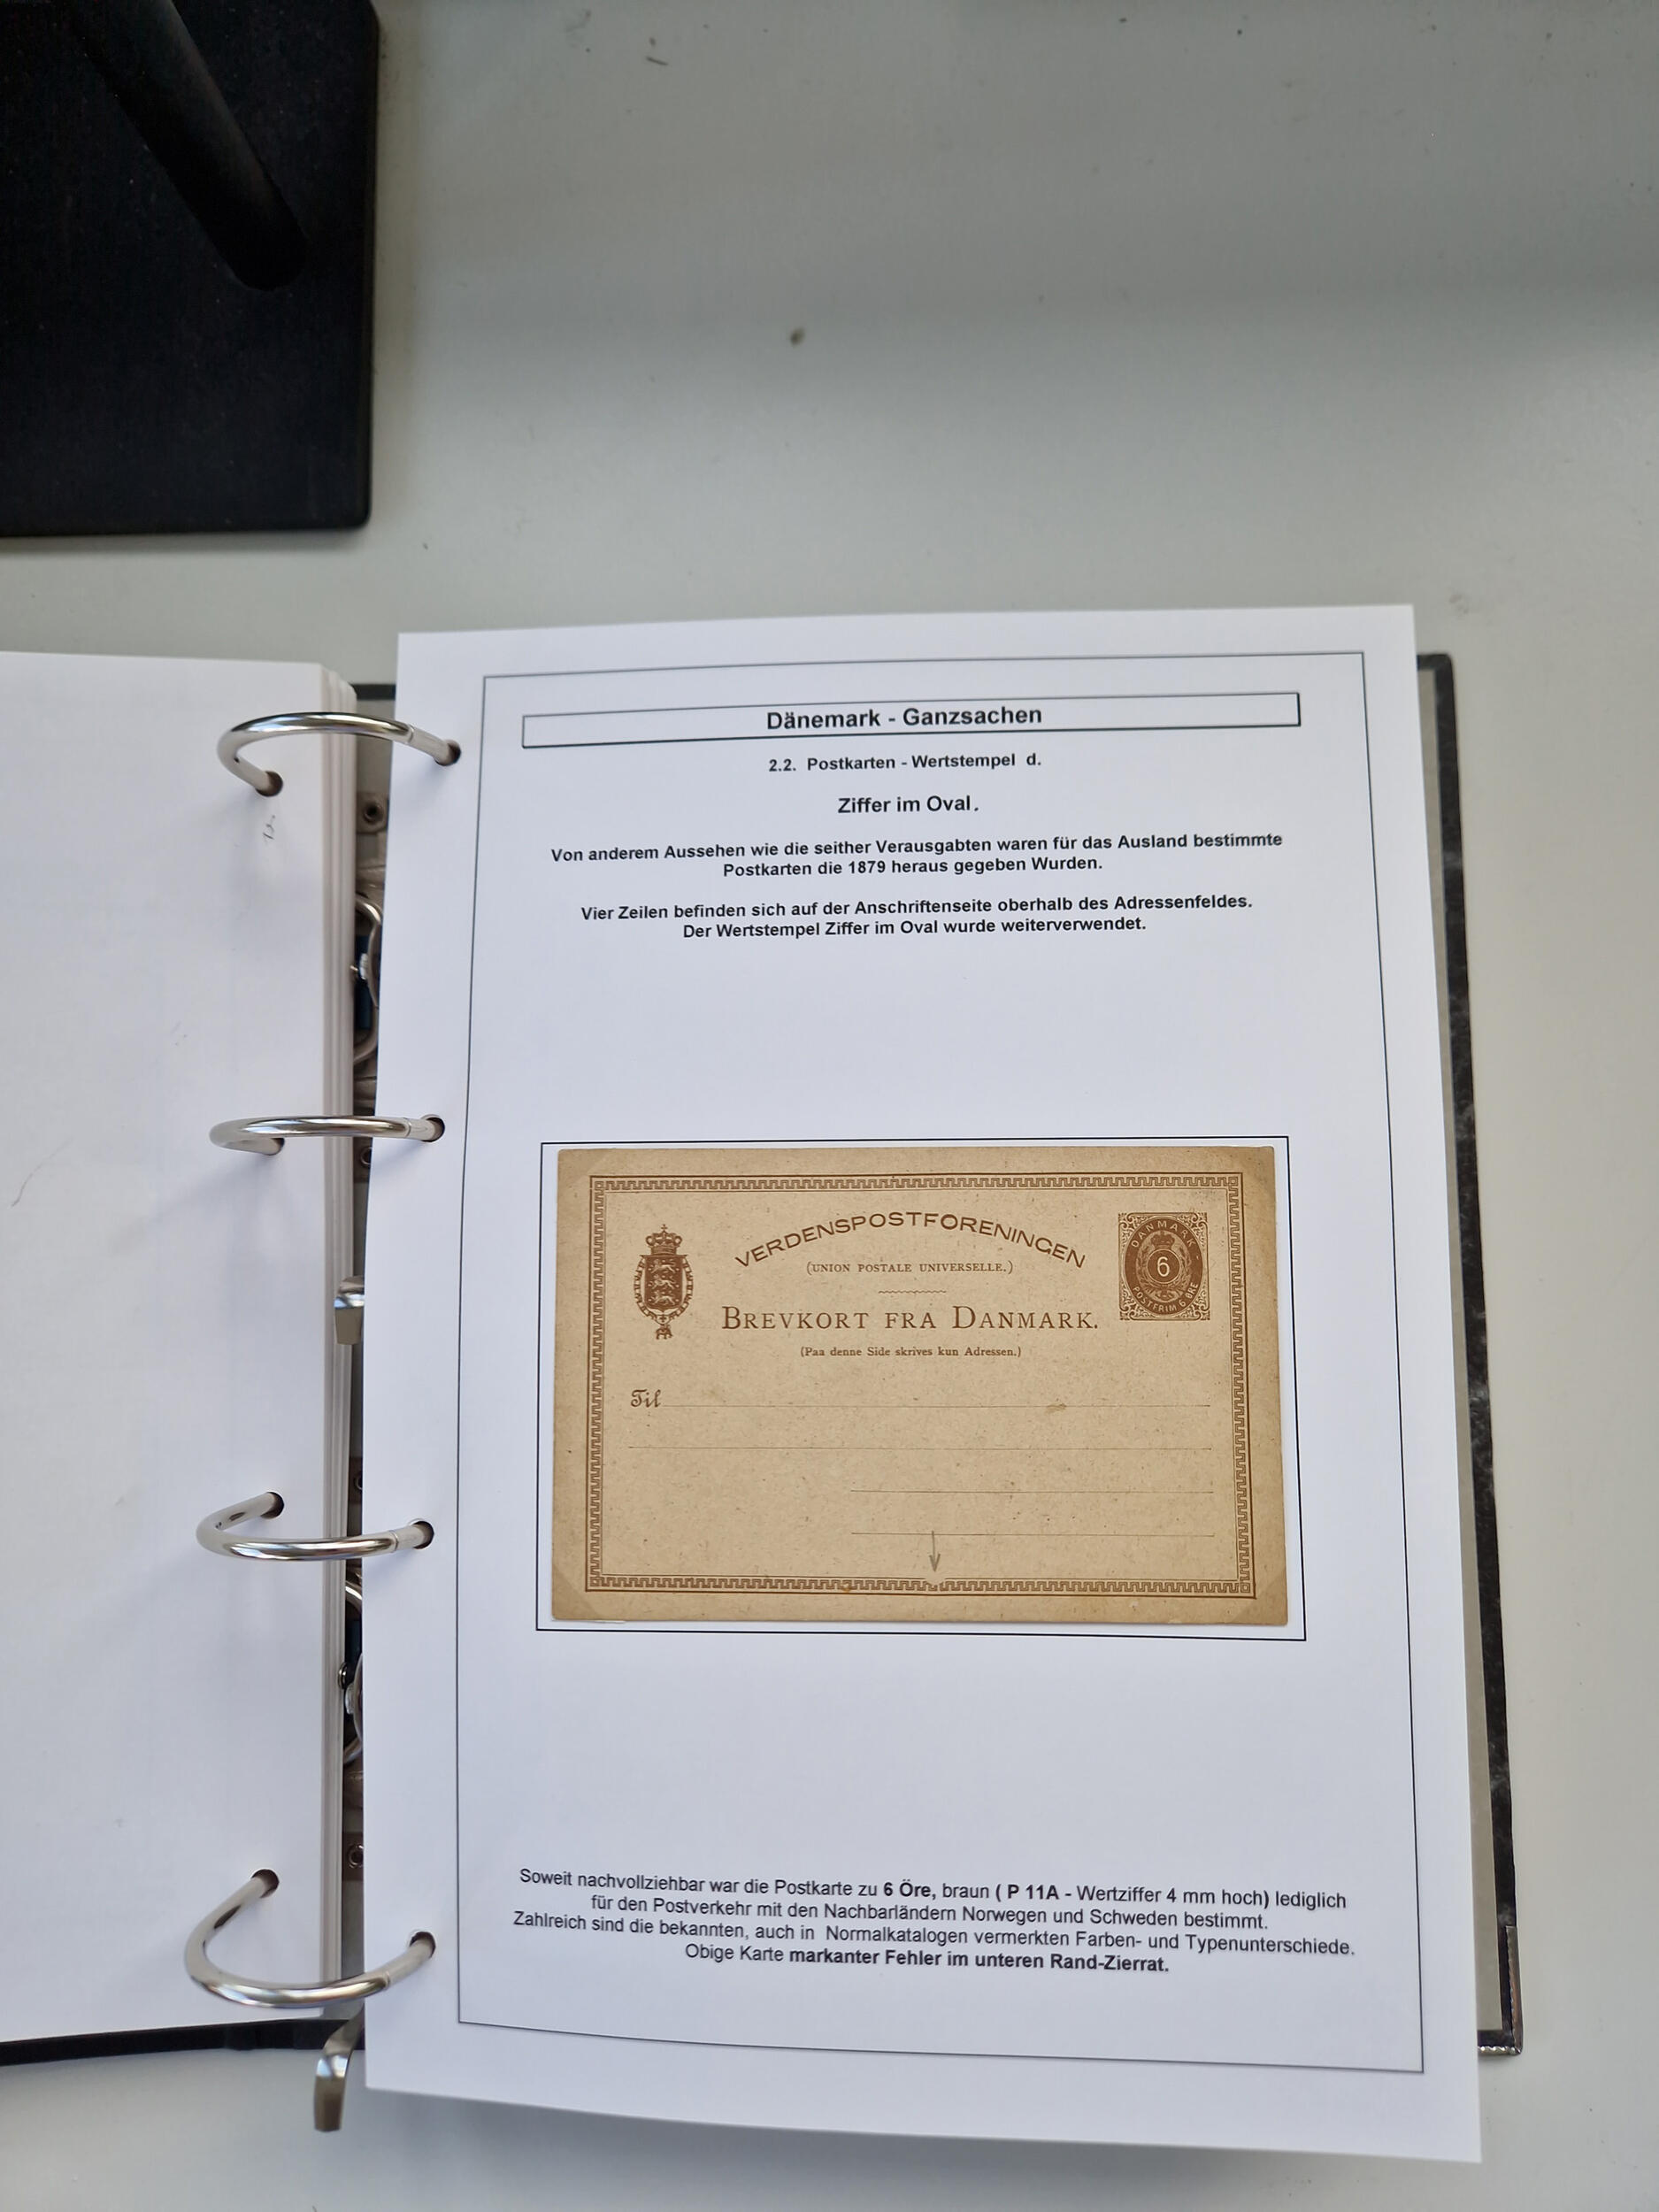 Dänemark - Ganzsachen
2.2. Postkarten - Wertstempel d.
Ziffer im Oval.
Von anderem Aussehen wie die seither Verausgabten waren für das Ausland bestimmte
Postkarten die 1879 heraus gegeben Wurden.
Vier Zeilen befinden sich auf der Anschriftenseite oberhalb des Adressenfeldes.
Der Wertstempel Ziffer im Oval wurde weiterverwendet.
VERDENSPOSTFORENINGEN
(UNION POSTALE UNIVERSELLE.)
BREVKORT FRA DANMARK.
(Paa denne Side skrives kun Adressen.)
DANMARK
6
POSTFRIM 6 ØRE
Til
Soweit nachvollziehbar war die Postkarte zu 6 Öre, braun ( P 11A - Wertziffer 4 mm hoch) lediglich
für den Postverkehr mit den Nachbarländern Norwegen und Schweden bestimmt.
Zahlreich sind die bekannten, auch in Normalkatalogen vermerkten Farben- und Typenunterschiede.
Obige Karte markanter Fehler im unteren Rand-Zierrat.